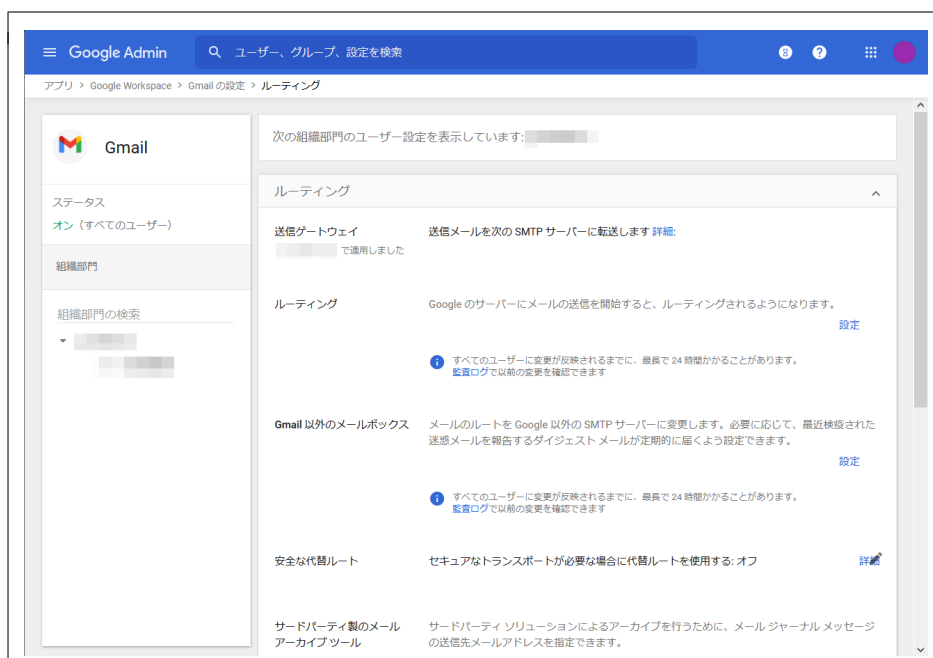 Google Admin
ユーザー、グループ、設定を検索
アプリ > Google Workspace > Gmail の設定 > ルーティング
Gmail
ステータス
オン（すべてのユーザー）
組織部門
組織部門の検索
次の組織部門のユーザー設定を表示しています:
ルーティング
送信ゲートウェイ
で適用しました
送信メールを次の SMTP サーバーに転送します 詳細:
ルーティング
Google のサーバーにメールの送信を開始すると、ルーティングされるようになります。
設定
すべてのユーザーに変更が反映されるまでに、最長で 24 時間かかることがあります。
監査ログで以前の変更を確認できます
Gmail 以外のメールボックス
メールのルートを Google 以外の SMTP サーバーに変更します。必要に応じて、最近検疫された
迷惑メールを報告するダイジェスト メールが定期的に届くよう設定できます。
設定
すべてのユーザーに変更が反映されるまでに、最長で 24 時間かかることがあります。
監査ログで以前の変更を確認できます
安全な代替ルート
セキュアなトランスポートが必要な場合に代替ルートを使用する: オフ
詳細
サードパーティ製のメール
アーカイブ ツール
サードパーティ ソリューションによるアーカイブを行うために、メール ジャーナル メッセージ
の送信先メールアドレスを指定できます。